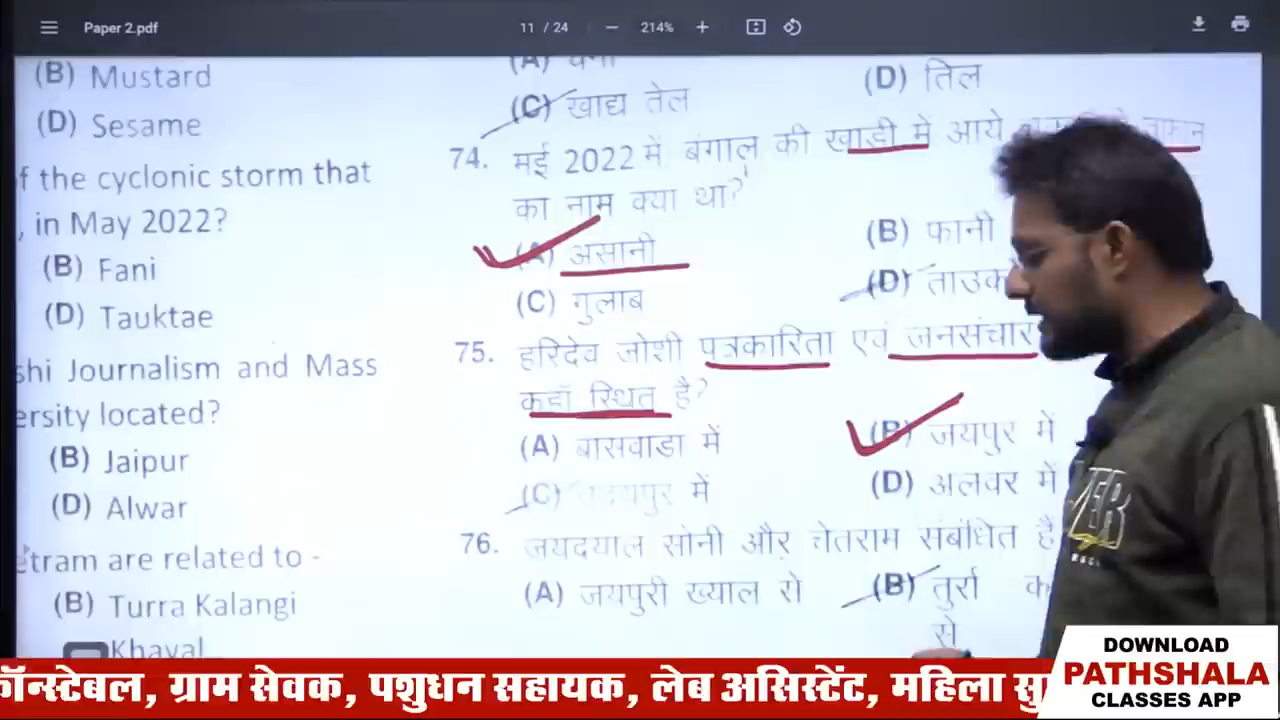 Paper 2.pdf
11 / 24
214%
(B) Mustard
(D) Sesame
f the cyclonic storm that
, in May 2022?
(B) Fani
(D) Tauktae
shi Journalism and Mass
ersity located?
(B) Jaipur
(D) Alwar
etram are related to -
(B) Turra Kalangi
Khayal
(A)
(D) तिल
(C) खाद्य तेल
74. मई 2022 में बंगाल की खाडी में आये
का नाम क्या था?
(A) असानी
(B) फानी
(C) गुलाब
(D) ताउक
75. हरिदेव जोशी पत्रकारिता एवं जनसंचार
कहाँ स्थित है?
(A) बांसवाडा में
(B) जयपुर में
(C) उदयपुर में
(D) अलवर में
76. जयदयाल सोनी और चेतराम संबंधित हैं
(A) जयपुरी ख्याल से
(B) तुर्रा क
से
कॉन्स्टेबल, ग्राम सेवक, पशुधन सहायक, लेब असिस्टेंट, महिला सु
DOWNLOAD
PATHSHALA
CLASSES APP